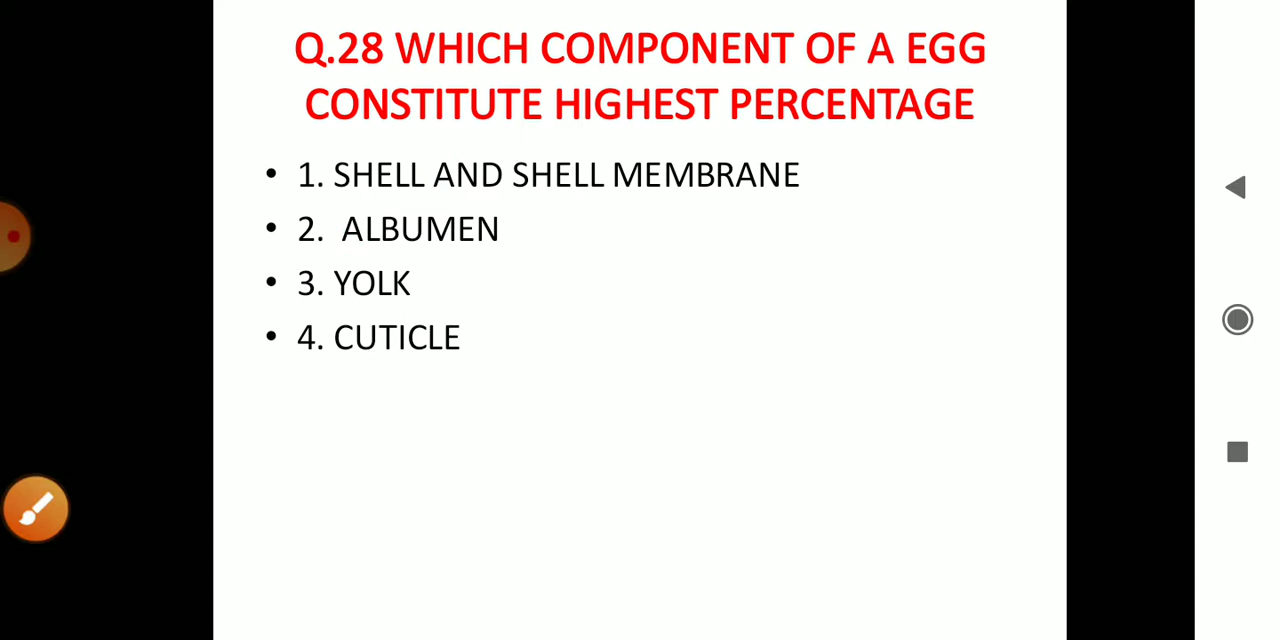 Q.28 WHICH COMPONENT OF A EGG
CONSTITUTE HIGHEST PERCENTAGE
• 1. SHELL AND SHELL MEMBRANE
• 2. ALBUMEN
• 3. YOLK
• 4. CUTICLE